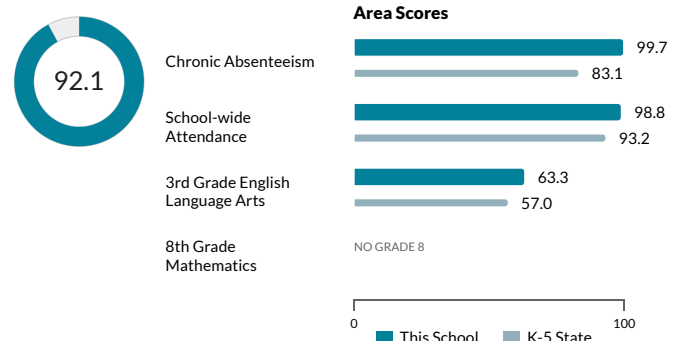 Area Scores
92.1
Chronic Absenteeism
99.7
83.1
School-wide
Attendance
98.8
93.2
3rd Grade English
Language Arts
63.3
57.0
8th Grade
Mathematics
NO GRADE 8
0
100
This School
K-5 State